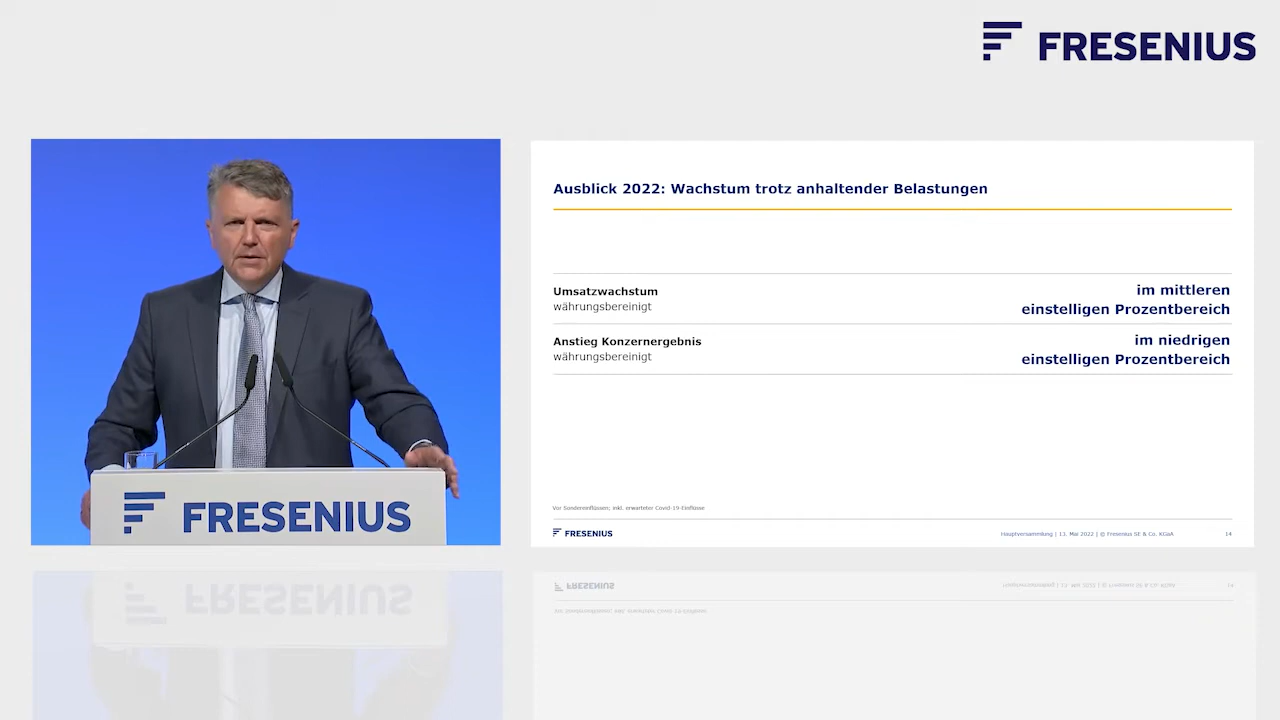 FRESENIUS
FRESENIUS
Ausblick 2022: Wachstum trotz anhaltender Belastungen
Umsatzwachstum
währungsbereinigt
im mittleren
einstelligen Prozentbereich
Anstieg Konzernergebnis
währungsbereinigt
im niedrigen
einstelligen Prozentbereich
Vor Sondereinflüssen; inkl. erwarteter Covid-19-Einflüsse
FRESENIUS
Hauptversammlung | 13. Mai 2022 | © Fresenius SE & Co. KGaA
14